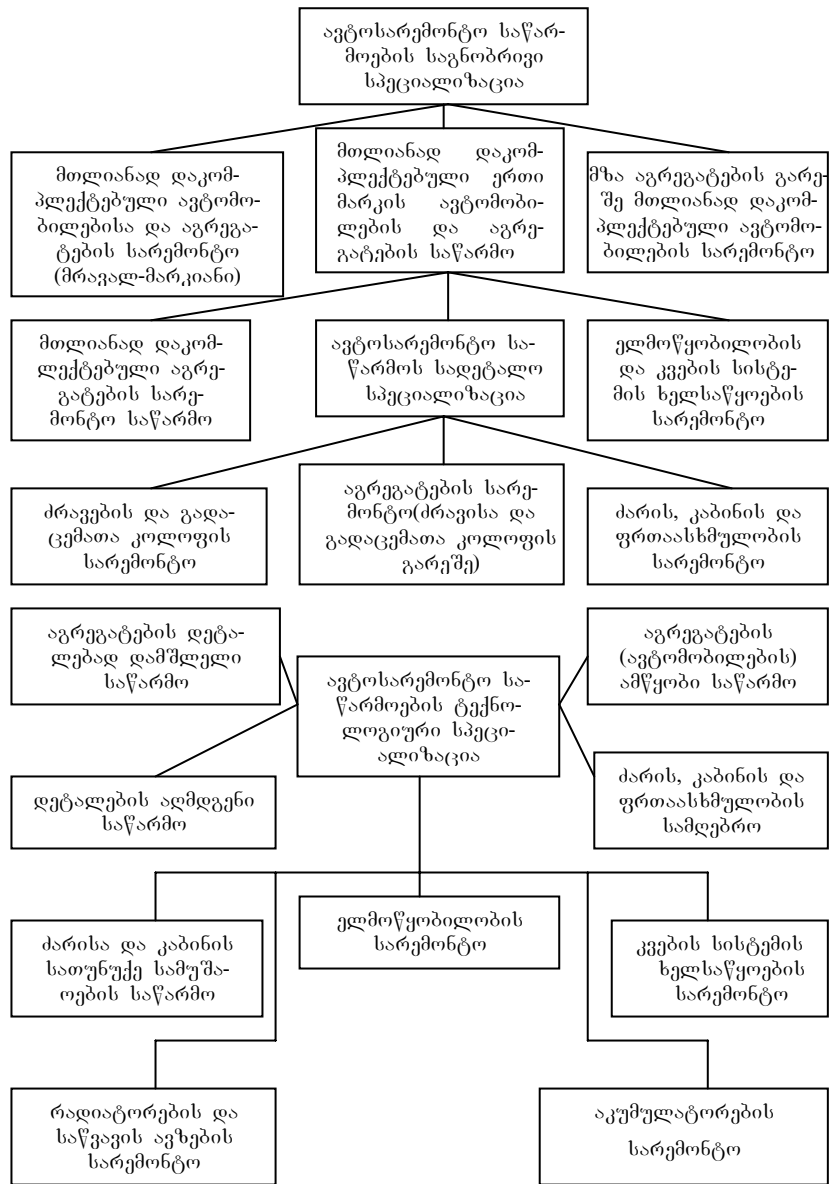 ავტოსარემონტო საწარ-
მოების საგნობრივი
სპეციალიზაცია
მთლიანად დაკომ-
პლექტებული ავტომო-
ბილებისა და აგრეგა-
ტების სარემონტო
(მრავალ-მარკიანი)
მთლიანად დაკომ-
პლექტებული ერთი
მარკის ავტომობი-
ლების და აგრე-
გატების საწარმო
მზა აგრეგატების გარე-
შე მთლიანად დაკომ-
პლექტებული ავტომო-
ბილების სარემონტო
მთლიანად დაკომ-
ლექტებული აგრე-
გატების სარე-
მონტო საწარმო
ავტოსარემონტო სა-
წარმოს სადეტალო
სპეციალიზაცია
ელმოწყობილობის
და კვების სისტე-
მის ხელსაწყოების
სარემონტო
ძრავების და გადა-
ცემათა კოლოფის
სარემონტო
აგრეგატების სარე-
მონტო(ძრავისა და
გადაცემათა კოლოფის
გარეშე)
ძარის, კაბინის და
ფრთაასხმულობის
სარემონტო
აგრეგატების დეტა-
ლებად დამშლელი
საწარმო
ავტოსარემონტო სა-
წარმოების ტექნო-
ლოგიური სპეცი-
ალიზაცია
აგრეგატების
(ავტომობილების)
ამწყობი საწარმო
დეტალების აღმდგენი
საწარმო
ძარის, კაბინის და
ფრთაასხმულობის
სამღებრო
ძარისა და კაბინის
სათუნუქე სამუშა-
ოების საწარმო
ელმოწყობილობის
სარემონტო
კვების სისტემის
ხელსაწყოების
სარემონტო
რადიატორების და
საწვავის ავზების
სარემონტო
აკუმულატორების
სარემონტო